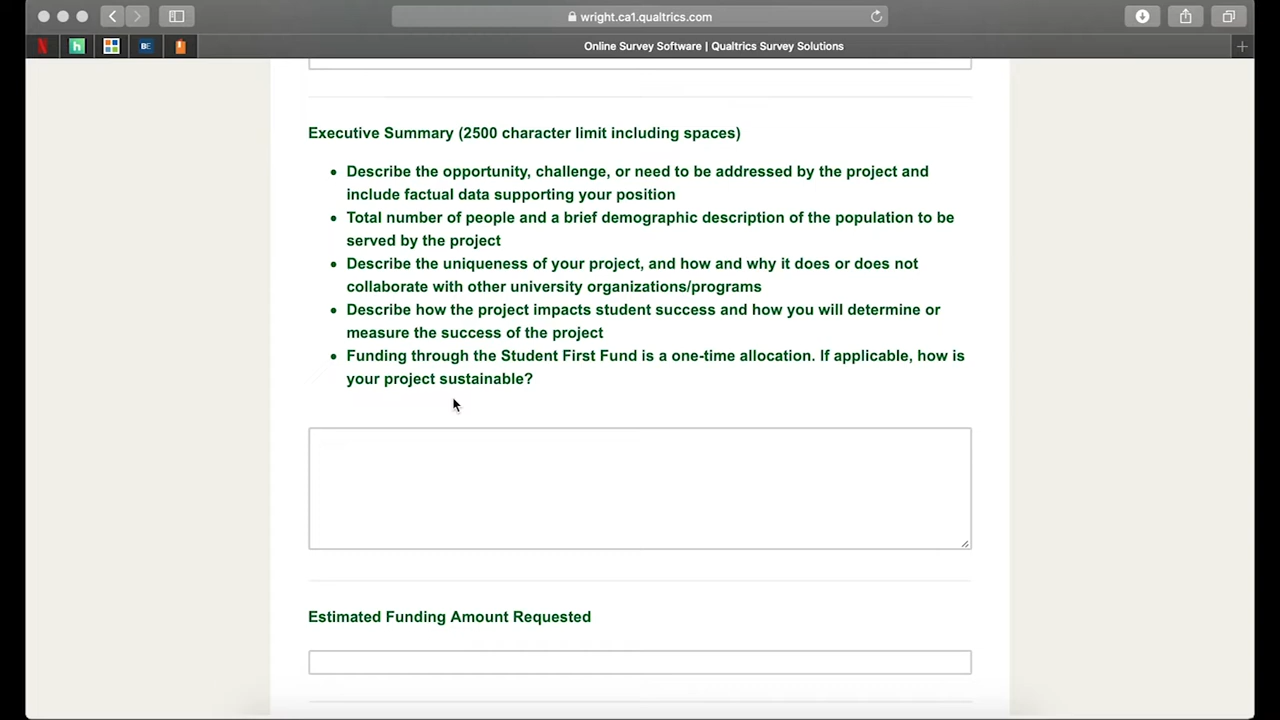 wright.ca1.qualtrics.com
BE
Online Survey Software | Qualtrics Survey Solutions
Executive Summary (2500 character limit including spaces)
• Describe the opportunity, challenge, or need to be addressed by the project and
include factual data supporting your position
• Total number of people and a brief demographic description of the population to be
served by the project
• Describe the uniqueness of your project, and how and why it does or does not
collaborate with other university organizations/programs
• Describe how the project impacts student success and how you will determine or
measure the success of the project
• Funding through the Student First Fund is a one-time allocation. If applicable, how is
your project sustainable?
Estimated Funding Amount Requested